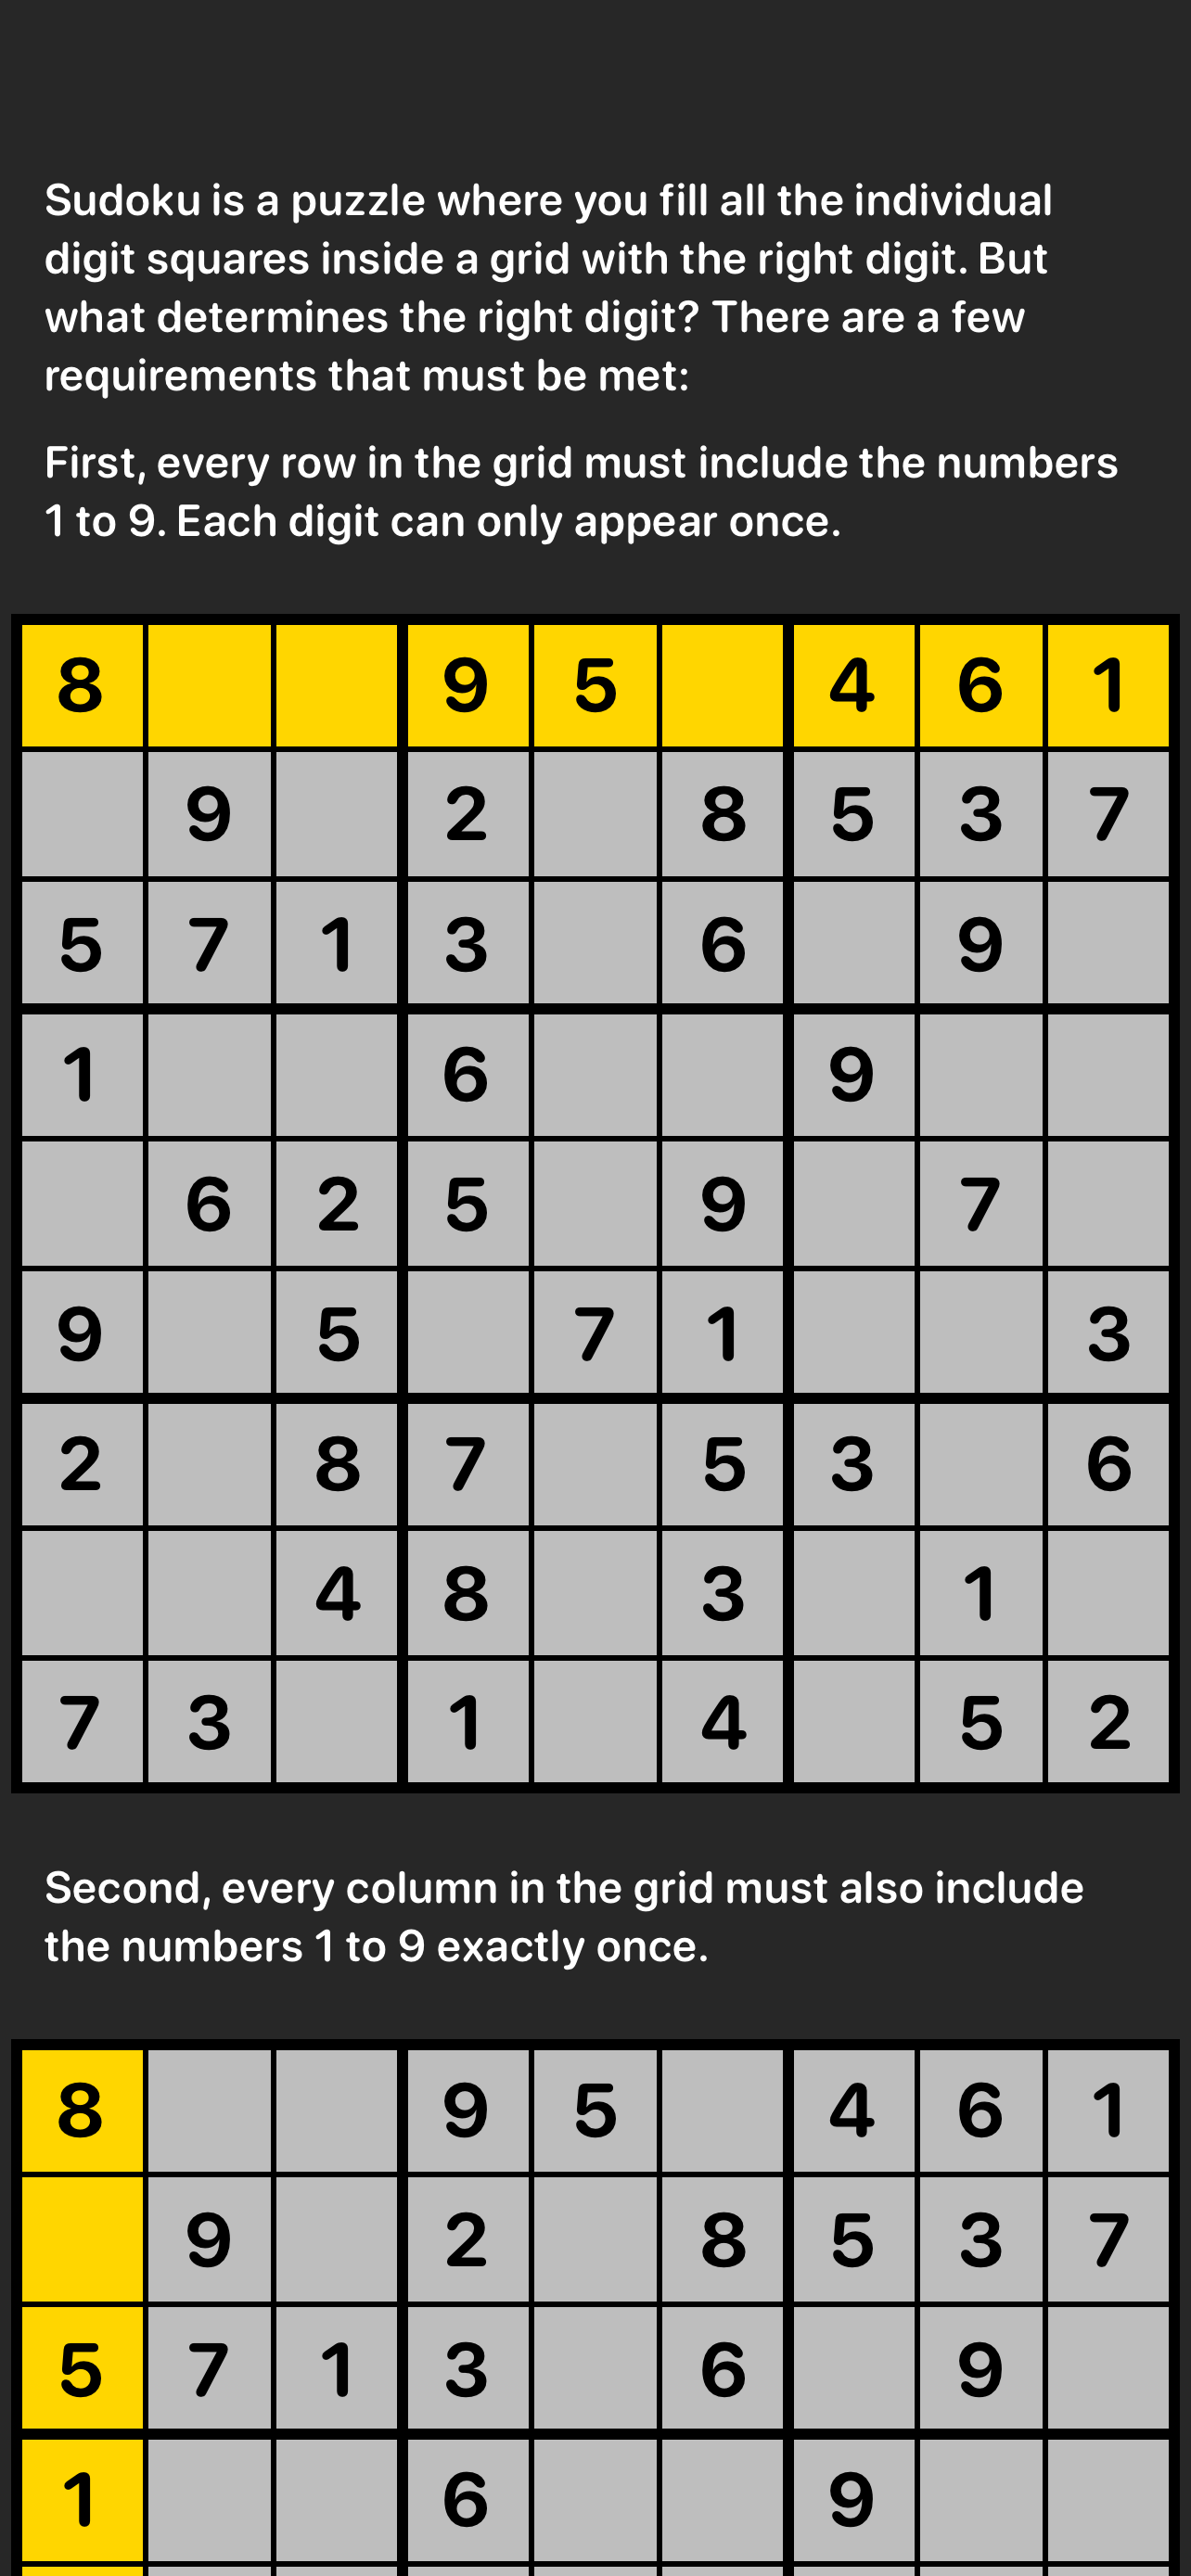 Sudoku is a puzzle where you fill all the individual
digit squares inside a grid with the right digit. But
what determines the right digit? There are a few
requirements that must be met:
First, every row in the grid must include the numbers
1 to 9. Each digit can only appear once.
8 9 5 4 6 1
9 2 8 5 3 7
5 7 1 3 6 9
1 6 9
6 2 5 9 7
9 5 7 1 3
2 8 7 5 3 6
4 8 3 1
7 3 1 4 5 2
Second, every column in the grid must also include
the numbers 1 to 9 exactly once.
8 9 5 4 6 1
9 2 8 5 3 7
5 7 1 3 6 9
1 6 9